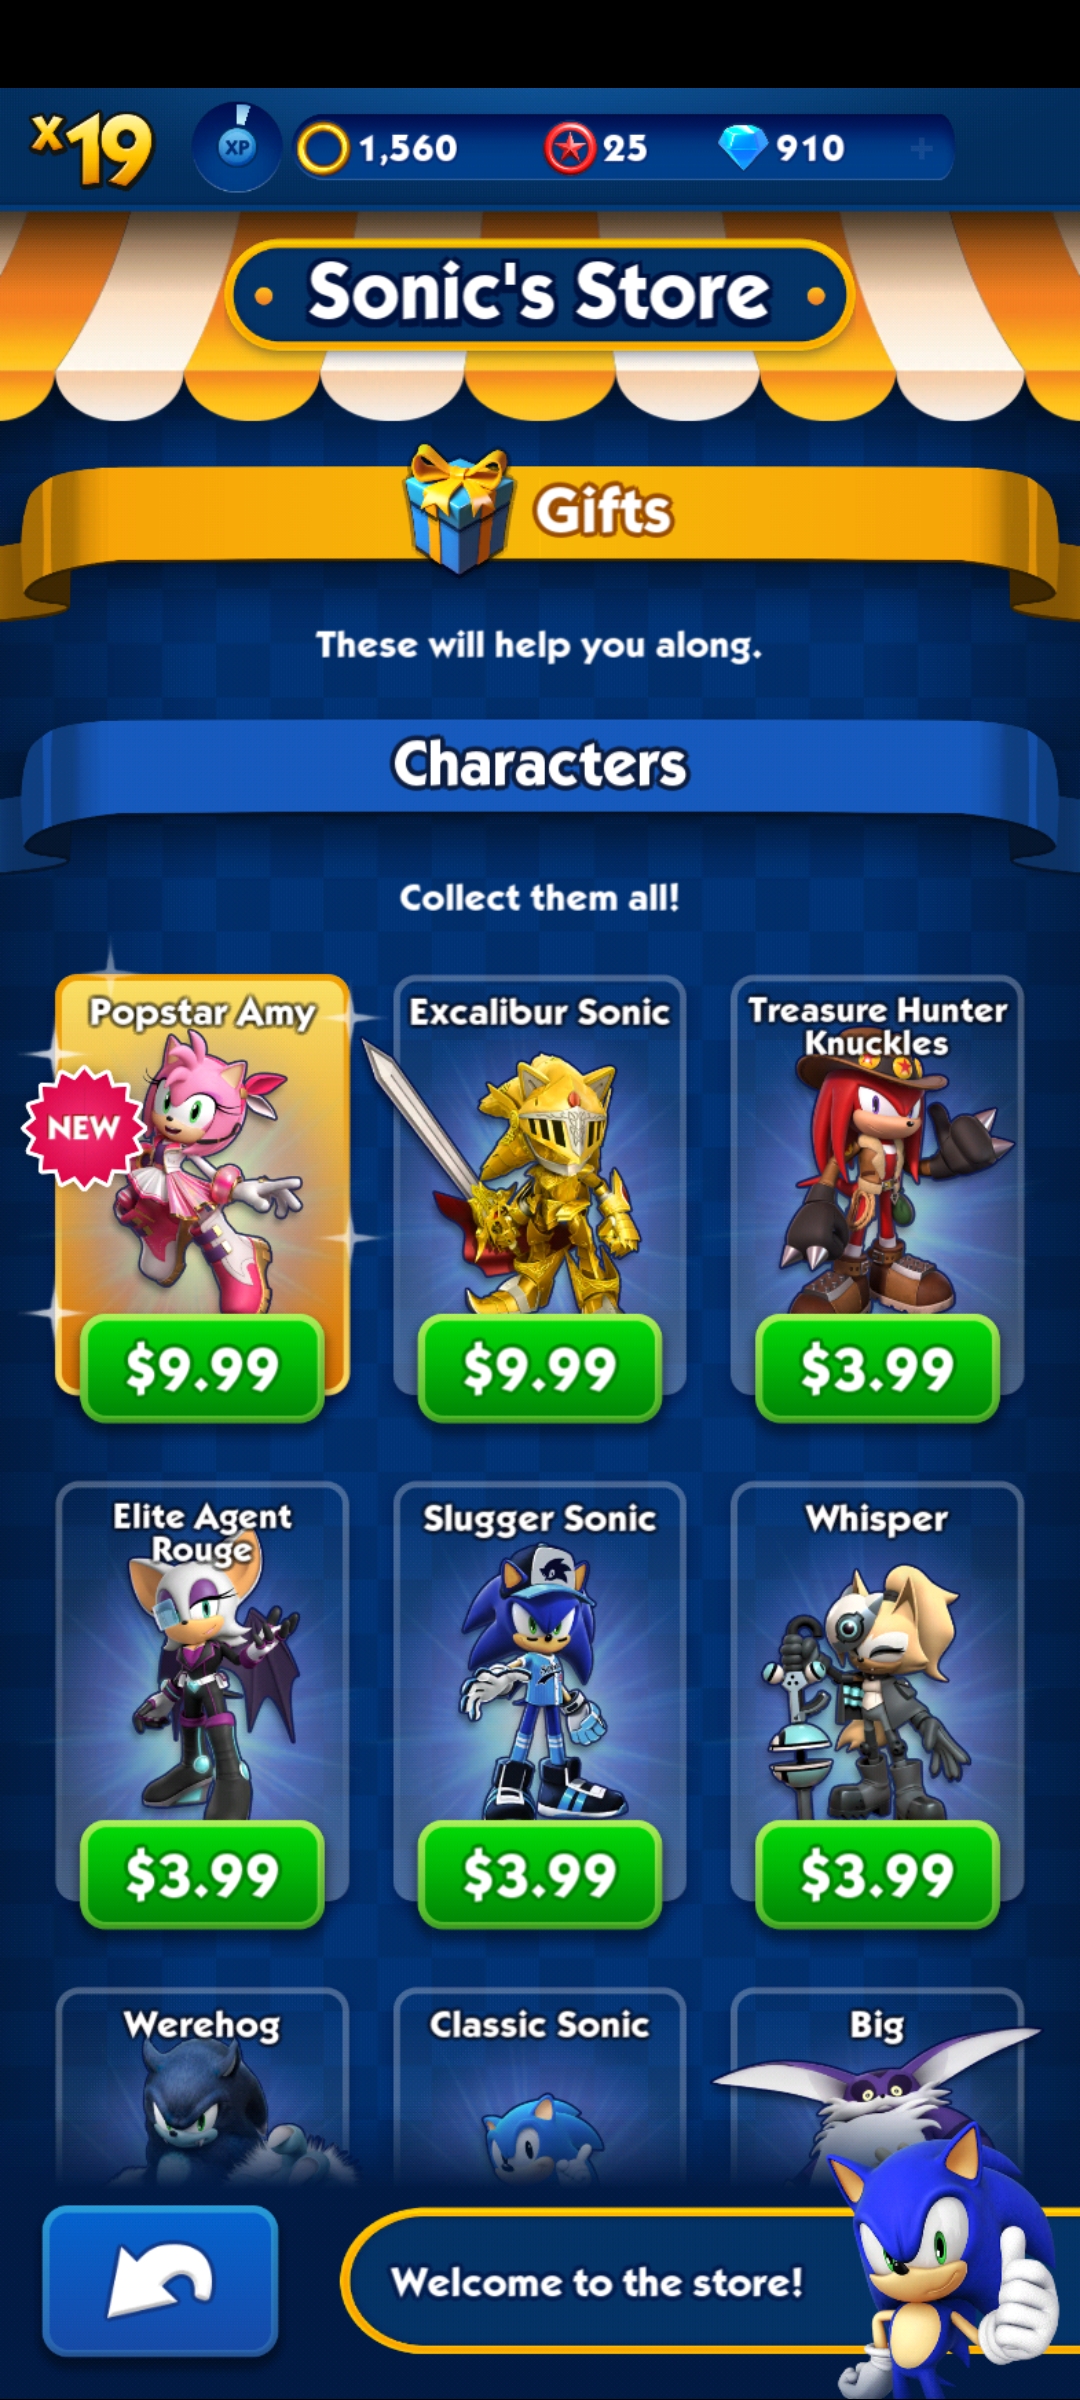 x19
XP
1,560
25
910
Sonic's Store
Gifts
These will help you along.
Characters
Collect them all!
Popstar Amy
Excalibur Sonic
Treasure Hunter
Knuckles
NEW
$9.99
$9.99
$3.99
Elite Agent
Rouge
Slugger Sonic
Whisper
$3.99
$3.99
$3.99
Werehog
Classic Sonic
Big
Welcome to the store!